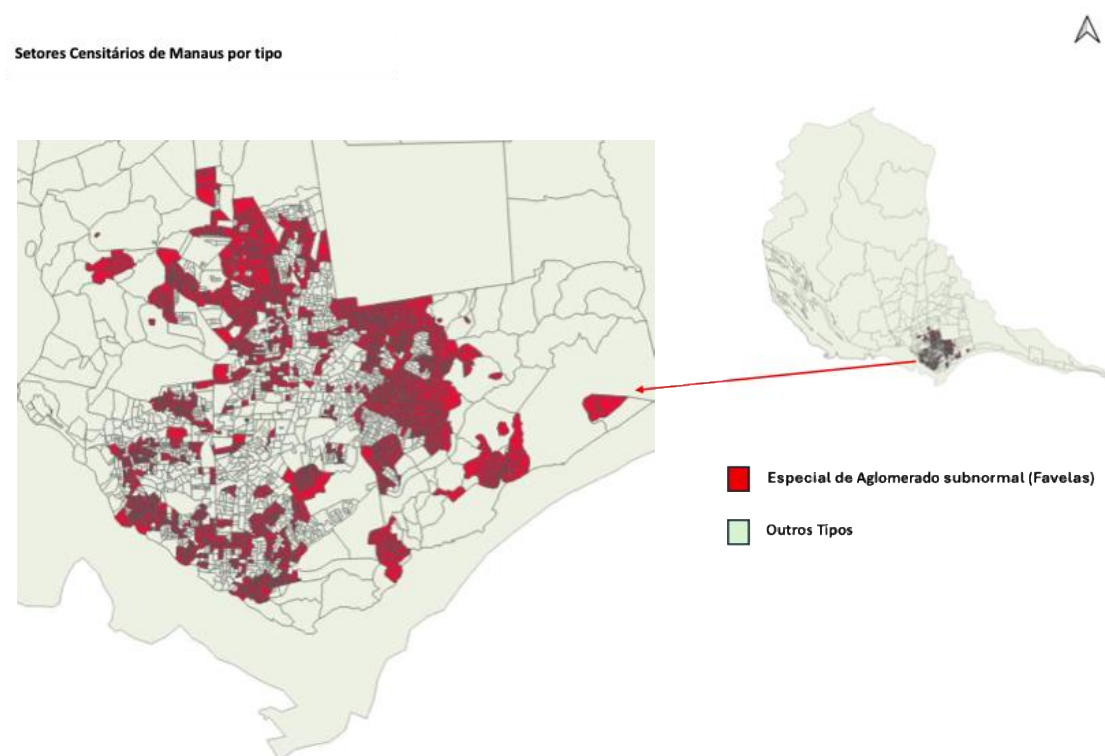 Setores Censitários de Manaus por tipo
Especial de Aglomerado subnormal (Favelas)
Outros Tipos